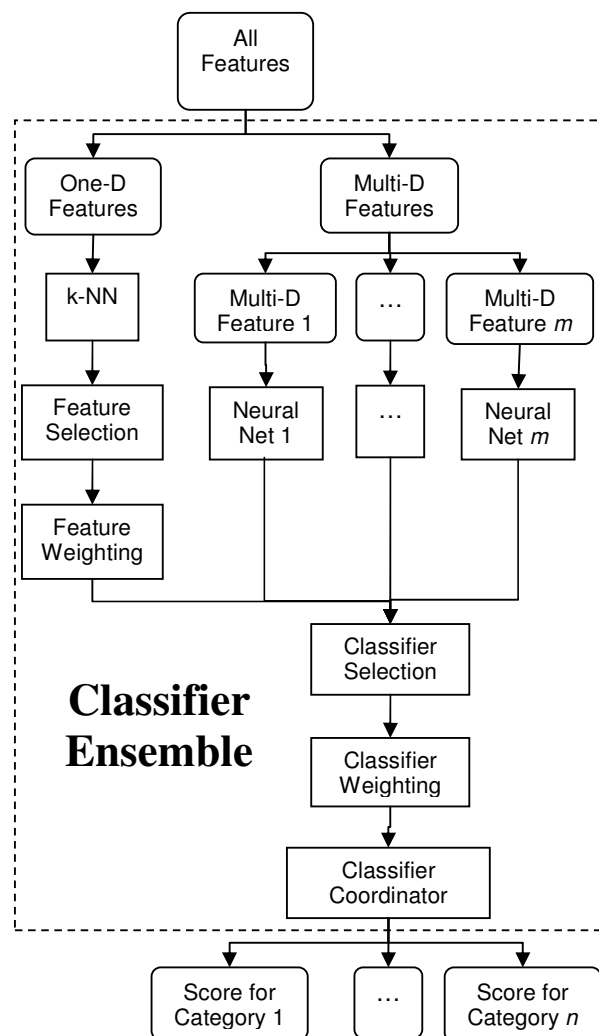 All
Features
One-D
Features
Multi-D
Features
k-NN
Multi-D
Feature 1
...
Multi-D
Feature m
Feature
Selection
Neural
Net 1
...
Neural
Net m
Feature
Weighting
Classifier
Selection
Classifier
Ensemble
Classifier
Weighting
Classifier
Coordinator
Score for
Category 1
...
Score for
Category n